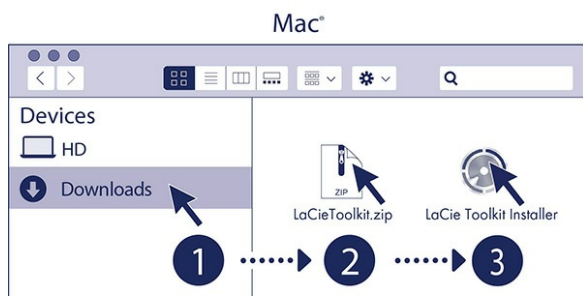 Mac®
Devices
HD
Downloads
ZIP
LaCieToolkit.zip
LaCie Toolkit Installer
1
2
3